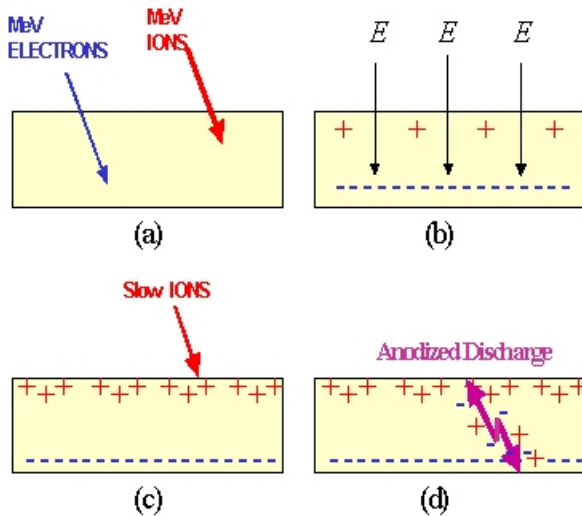 MeV
ELECTRONS
MeV
IONS
E E E
(a)
(b)
Slow IONS
Anodized Discharge
(c)
(d)